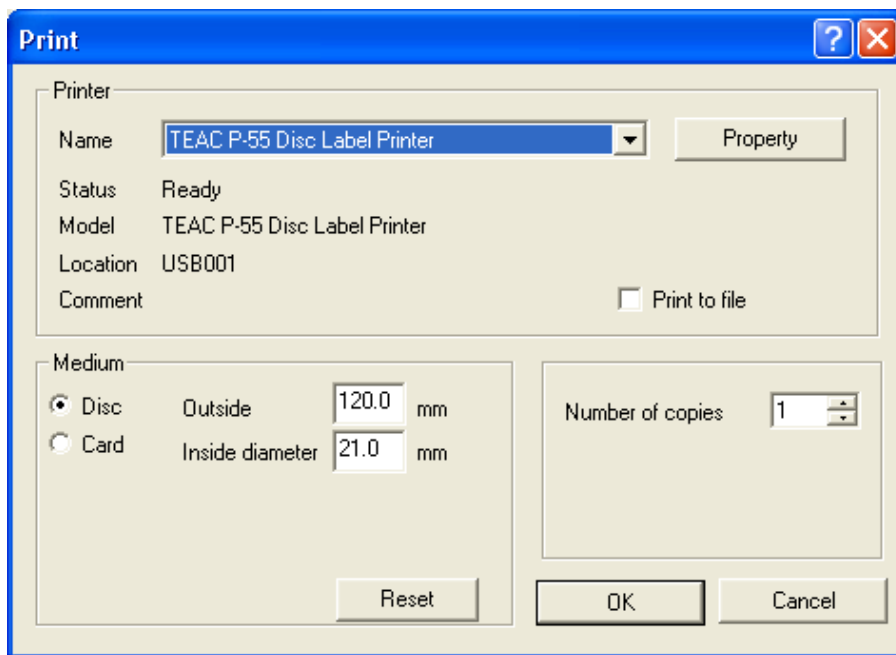 Print
Printer
Name TEAC P-55 Disc Label Printer Property
Status Ready
Model TEAC P-55 Disc Label Printer
Location USB001
Comment Print to file
Medium
Disc Outside 120.0 mm
Card Inside diameter 21.0 mm
Number of copies 1
Reset
OK Cancel